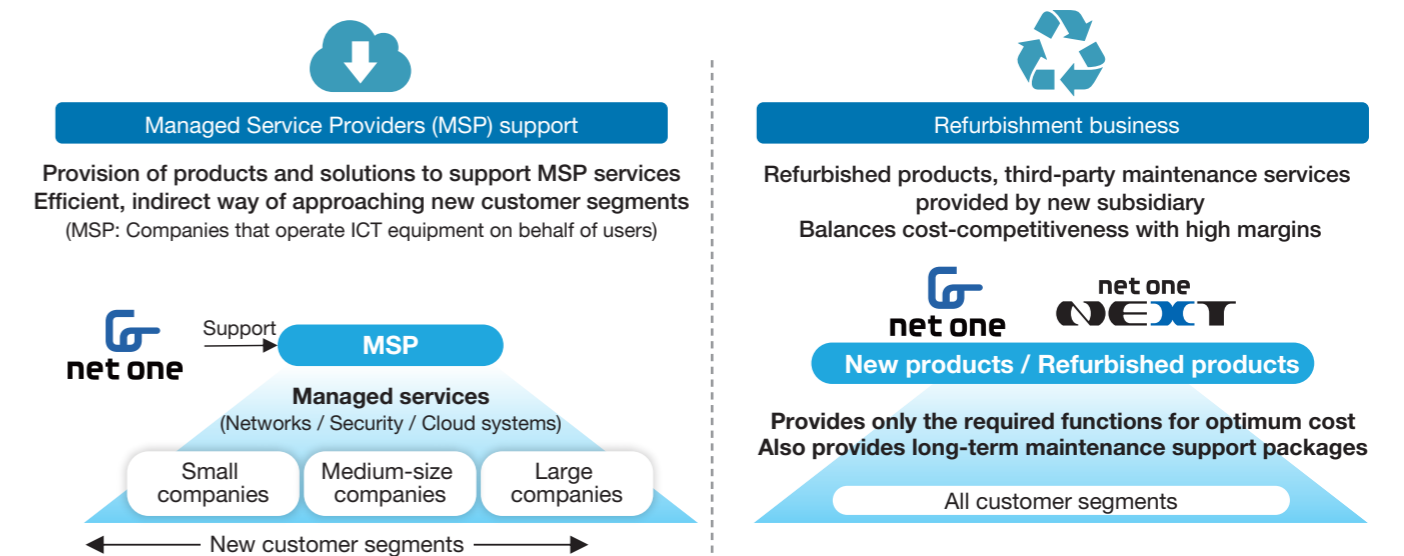 Managed Service Providers (MSP) support
Provision of products and solutions to support MSP services
Efficient, indirect way of approaching new customer segments
(MSP: Companies that operate ICT equipment on behalf of users)
net one
Support
MSP
Managed services
(Networks / Security / Cloud systems)
Small
companies
Medium-size
companies
Large
companies
New customer segments
Refurbishment business
Refurbished products, third-party maintenance services
provided by new subsidiary
Balances cost-competitiveness with high margins
net one
net one
NEXT
New products / Refurbished products
Provides only the required functions for optimum cost
Also provides long-term maintenance support packages
All customer segments